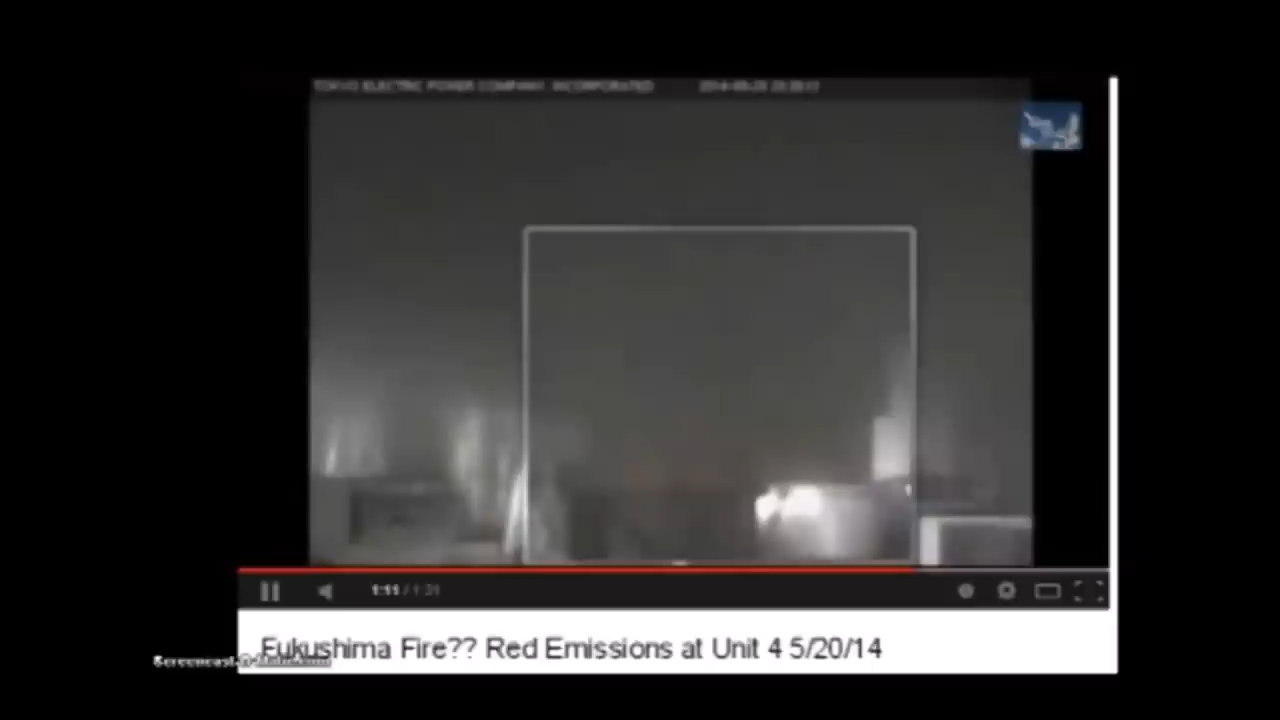 TOKYO ELECTRIC POWER COMPANY, INCORPORATED
1:11 / 1:31
Fukushima Fire?? Red Emissions at Unit 4 5/20/14